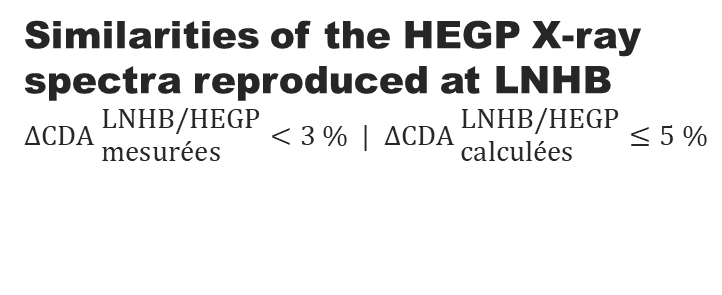 Similarities of the HEGP X-ray
spectra reproduced at LNHB
ΔCDA LNHB/HEGP mesurées < 3 % | ΔCDA LNHB/HEGP calculées ≤ 5 %